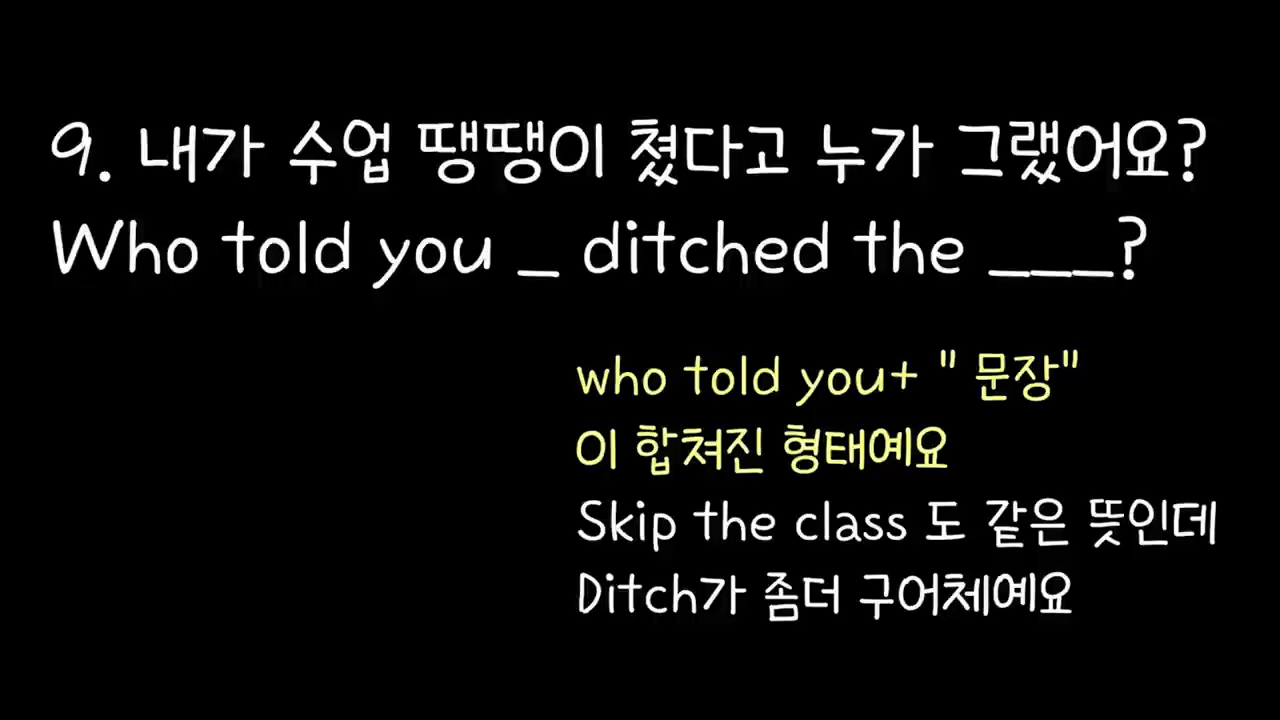 9. 내가 수업 땡땡이 쳤다고 누가 그랬어요?
Who told you _ ditched the ___?
who told you+ " 문장"
이 합쳐진 형태예요
Skip the class 도 같은 뜻인데
Ditch가 좀더 구어체예요